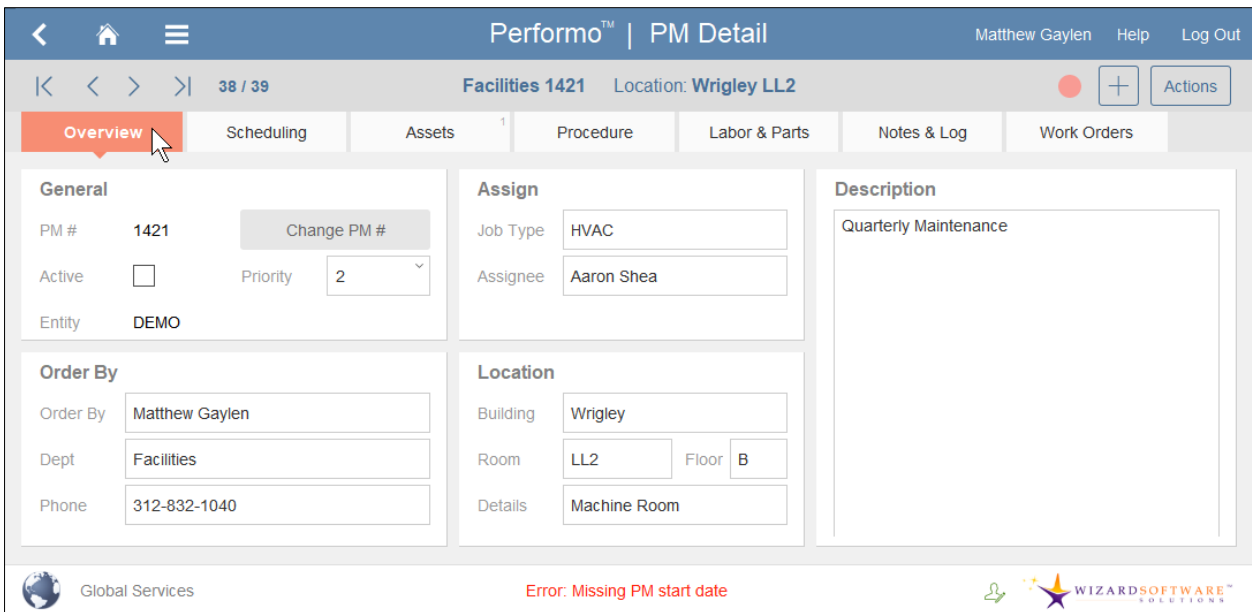 Performo™ | PM Detail
Matthew Gaylen Help Log Out
38 / 39
Facilities 1421 Location: Wrigley LL2
Actions
Overview Scheduling Assets 1 Procedure Labor & Parts Notes & Log Work Orders
General
PM # 1421 Change PM #
Active Priority 2
Entity DEMO
Assign
Job Type HVAC
Assignee Aaron Shea
Description
Quarterly Maintenance
Order By
Order By Matthew Gaylen
Dept Facilities
Phone 312-832-1040
Location
Building Wrigley
Room LL2 Floor B
Details Machine Room
Global Services
Error: Missing PM start date
WIZARDSOFTWARE™
SOLUTIONS